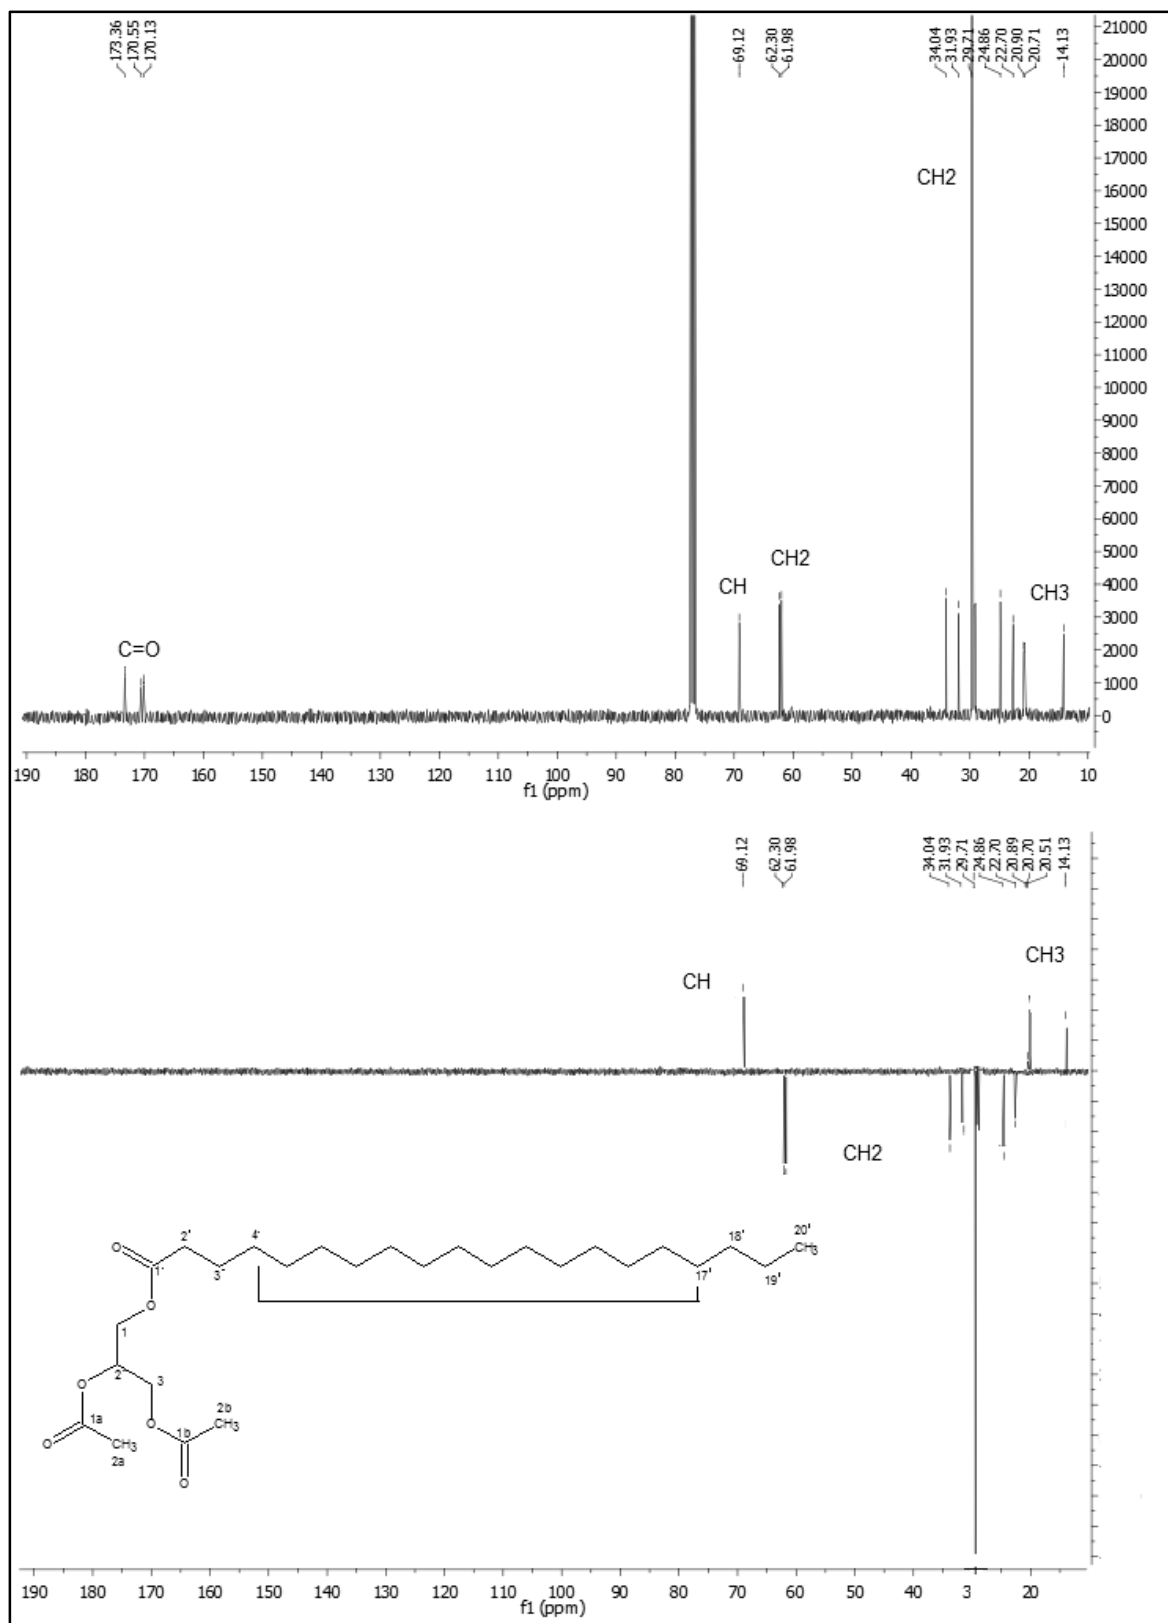 173.36
170.55
170.13
69.12
62.30
61.98
34.04
31.93
29.71
24.86
22.70
20.90
20.71
14.13
21000
20000
19000
18000
17000
CH2
16000
15000
14000
13000
12000
11000
10000
9000
8000
7000
6000
5000
CH2
4000
CH
CH3
3000
C=O
2000
1000
0
190 180 170 160 150 140 130 120 110 100 90 80 70 60 50 40 30 20 10
f1 (ppm)
69.12
62.30
61.98
34.04
31.93
29.71
24.86
22.70
20.89
20.70
20.51
14.13
CH
CH3
CH2
O
1'
2'
3'
4'
17'
18'
19'
20'
CH3
O
1
2
3
O
O
1a
O
CH3
2a
1b
O
2b
CH3
190 180 170 160 150 140 130 120 110 100 90 80 70 60 50 40 30 20
f1 (ppm)